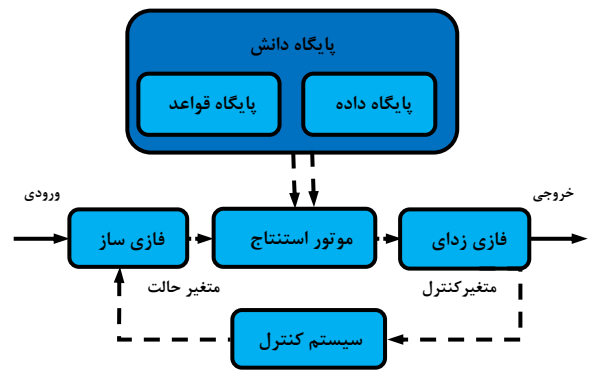 پایگاه دانش
پایگاه داده
پایگاه قواعد
ورودی
خروجی
فازی ساز
موتور استنتاج
فازی زدای
متغیر حالت
متغیرکنترل
سیستم کنترل